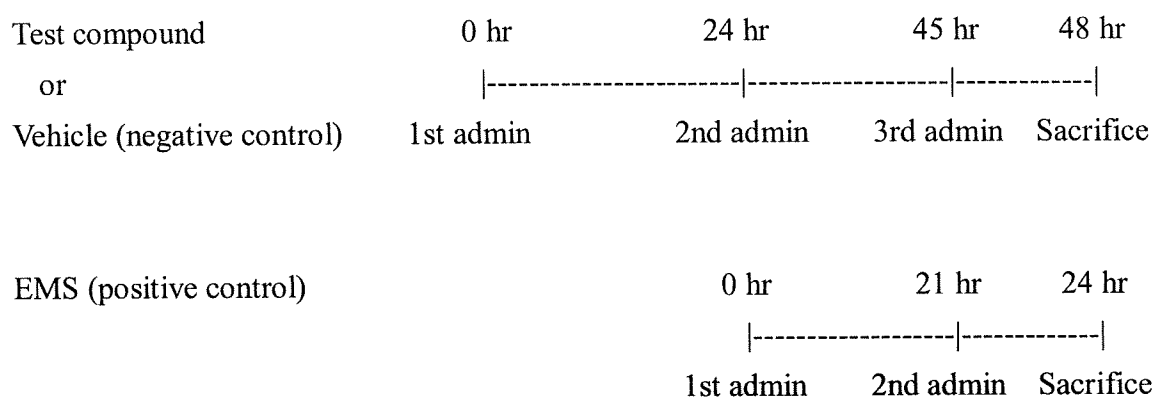 Test compound 0 hr 24 hr 45 hr 48 hr
or
Vehicle (negative control) 1st admin 2nd admin 3rd admin Sacrifice
EMS (positive control) 0 hr 21 hr 24 hr
1st admin 2nd admin Sacrifice